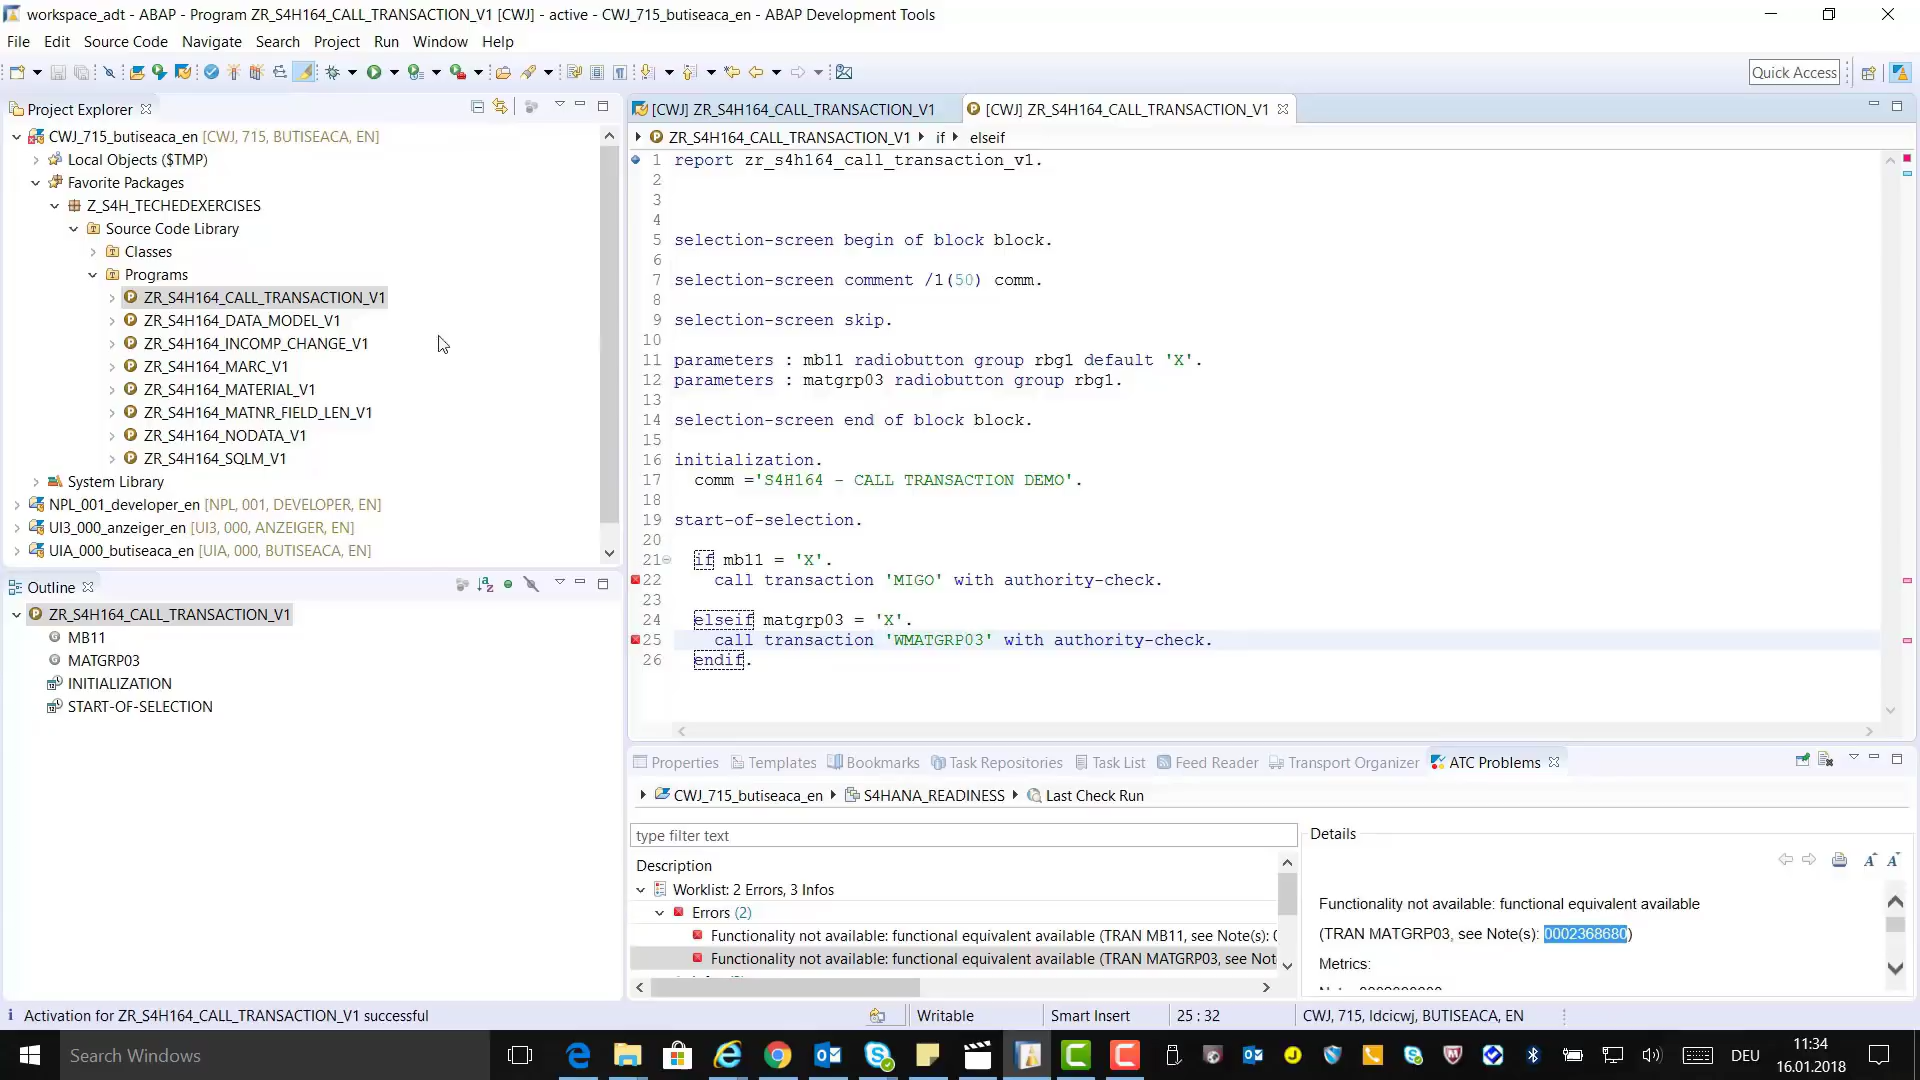 workspace_adt - ABAP - Program ZR_S4H164_CALL_TRANSACTION_V1 [CWJ] - active - CWJ_715_butiseaca_en - ABAP Development Tools
File Edit Source Code Navigate Search Project Run Window Help
Quick Access
Project Explorer
CWJ_715_butiseaca_en [CWJ, 715, BUTISEACA, EN]
Local Objects ($TMP)
Favorite Packages
Z_S4H_TECHEDEXERCISES
Source Code Library
Classes
Programs
ZR_S4H164_CALL_TRANSACTION_V1
ZR_S4H164_DATA_MODEL_V1
ZR_S4H164_INCOMP_CHANGE_V1
ZR_S4H164_MARC_V1
ZR_S4H164_MATERIAL_V1
ZR_S4H164_MATNR_FIELD_LEN_V1
ZR_S4H164_NODATA_V1
ZR_S4H164_SQLM_V1
System Library
NPL_001_developer_en [NPL, 001, DEVELOPER, EN]
UI3_000_anzeiger_en [UI3, 000, ANZEIGER, EN]
UIA_000_butiseaca_en [UIA, 000, BUTISEACA, EN]
Outline
ZR_S4H164_CALL_TRANSACTION_V1
MB11
MATGRP03
INITIALIZATION
START-OF-SELECTION
[CWJ] ZR_S4H164_CALL_TRANSACTION_V1 [CWJ] ZR_S4H164_CALL_TRANSACTION_V1
ZR_S4H164_CALL_TRANSACTION_V1 if elseif
1 report zr_s4h164_call_transaction_v1.
2
3
4
5 selection-screen begin of block block.
6
7 selection-screen comment /1(50) comm.
8
9 selection-screen skip.
10
11 parameters : mb11 radiobutton group rbg1 default 'X'.
12 parameters : matgrp03 radiobutton group rbg1.
13
14 selection-screen end of block block.
15
16 initialization.
17 comm ='S4H164 - CALL TRANSACTION DEMO'.
18
19 start-of-selection.
20
21 if mb11 = 'X'.
22 call transaction 'MIGO' with authority-check.
23
24 elseif matgrp03 = 'X'.
25 call transaction 'WMATGRP03' with authority-check.
26 endif.
Properties Templates Bookmarks Task Repositories Task List Feed Reader Transport Organizer ATC Problems
CWJ_715_butiseaca_en S4HANA_READINESS Last Check Run
type filter text
Description
Worklist: 2 Errors, 3 Infos
Errors (2)
Functionality not available: functional equivalent available (TRAN MB11, see Note(s): 0
Functionality not available: functional equivalent available (TRAN MATGRP03, see Not
Details
Functionality not available: functional equivalent available
(TRAN MATGRP03, see Note(s): 0002368680)
Metrics:
Activation for ZR_S4H164_CALL_TRANSACTION_V1 successful
Writable Smart Insert 25 : 32 CWJ, 715, ldcicwj, BUTISEACA, EN
Search Windows
DEU
11:34
16.01.2018